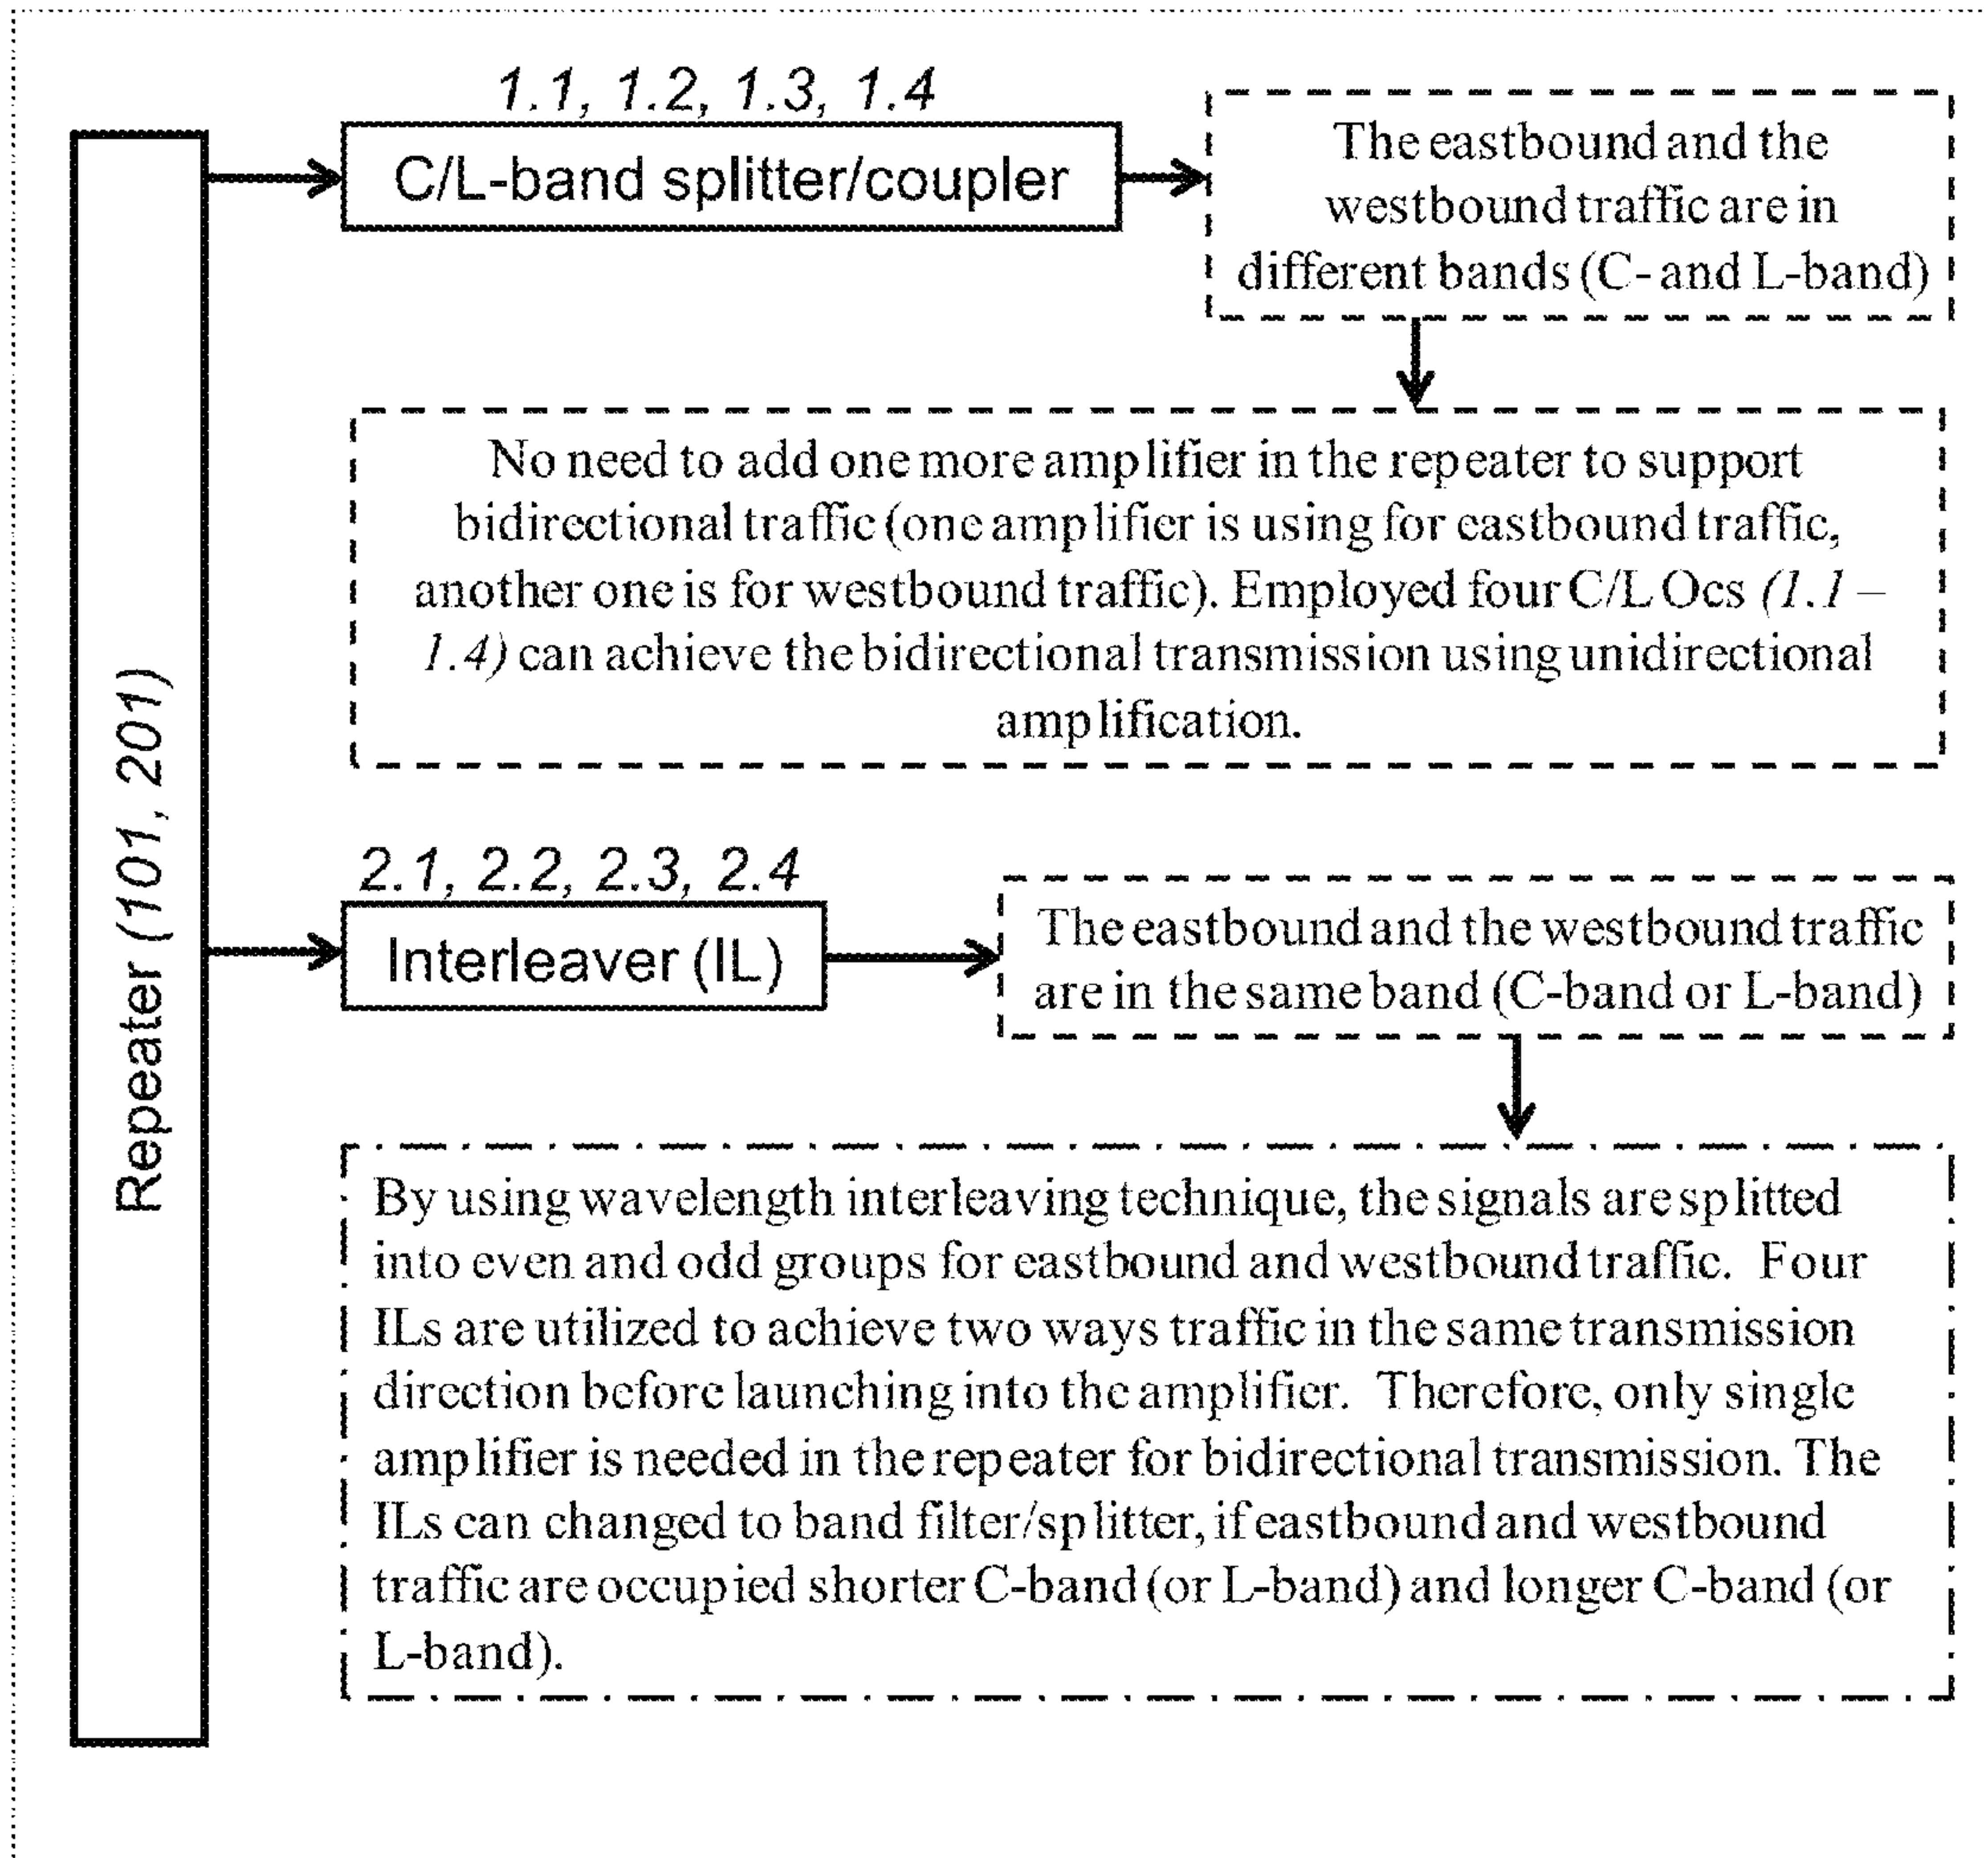 Repeater (101, 201)
1.1, 1.2, 1.3, 1.4
C/L-band splitter/coupler
The eastbound and the
westbound traffic are in
different bands (C- and L-band)
No need to add one more amplifier in the repeater to support
bidirectional traffic (one amplifier is using for eastbound traffic,
another one is for westbound traffic). Employed four C/L Ocs (1.1 –
1.4) can achieve the bidirectional transmission using unidirectional
amplification.
2.1, 2.2, 2.3, 2.4
Interleaver (IL)
The eastbound and the westbound traffic
are in the same band (C-band or L-band)
By using wavelength interleaving technique, the signals are splitted
into even and odd groups for eastbound and westbound traffic. Four
ILs are utilized to achieve two ways traffic in the same transmission
direction before launching into the amplifier. Therefore, only single
amplifier is needed in the repeater for bidirectional transmission. The
ILs can changed to band filter/splitter, if eastbound and westbound
traffic are occupied shorter C-band (or L-band) and longer C-band (or
L-band).